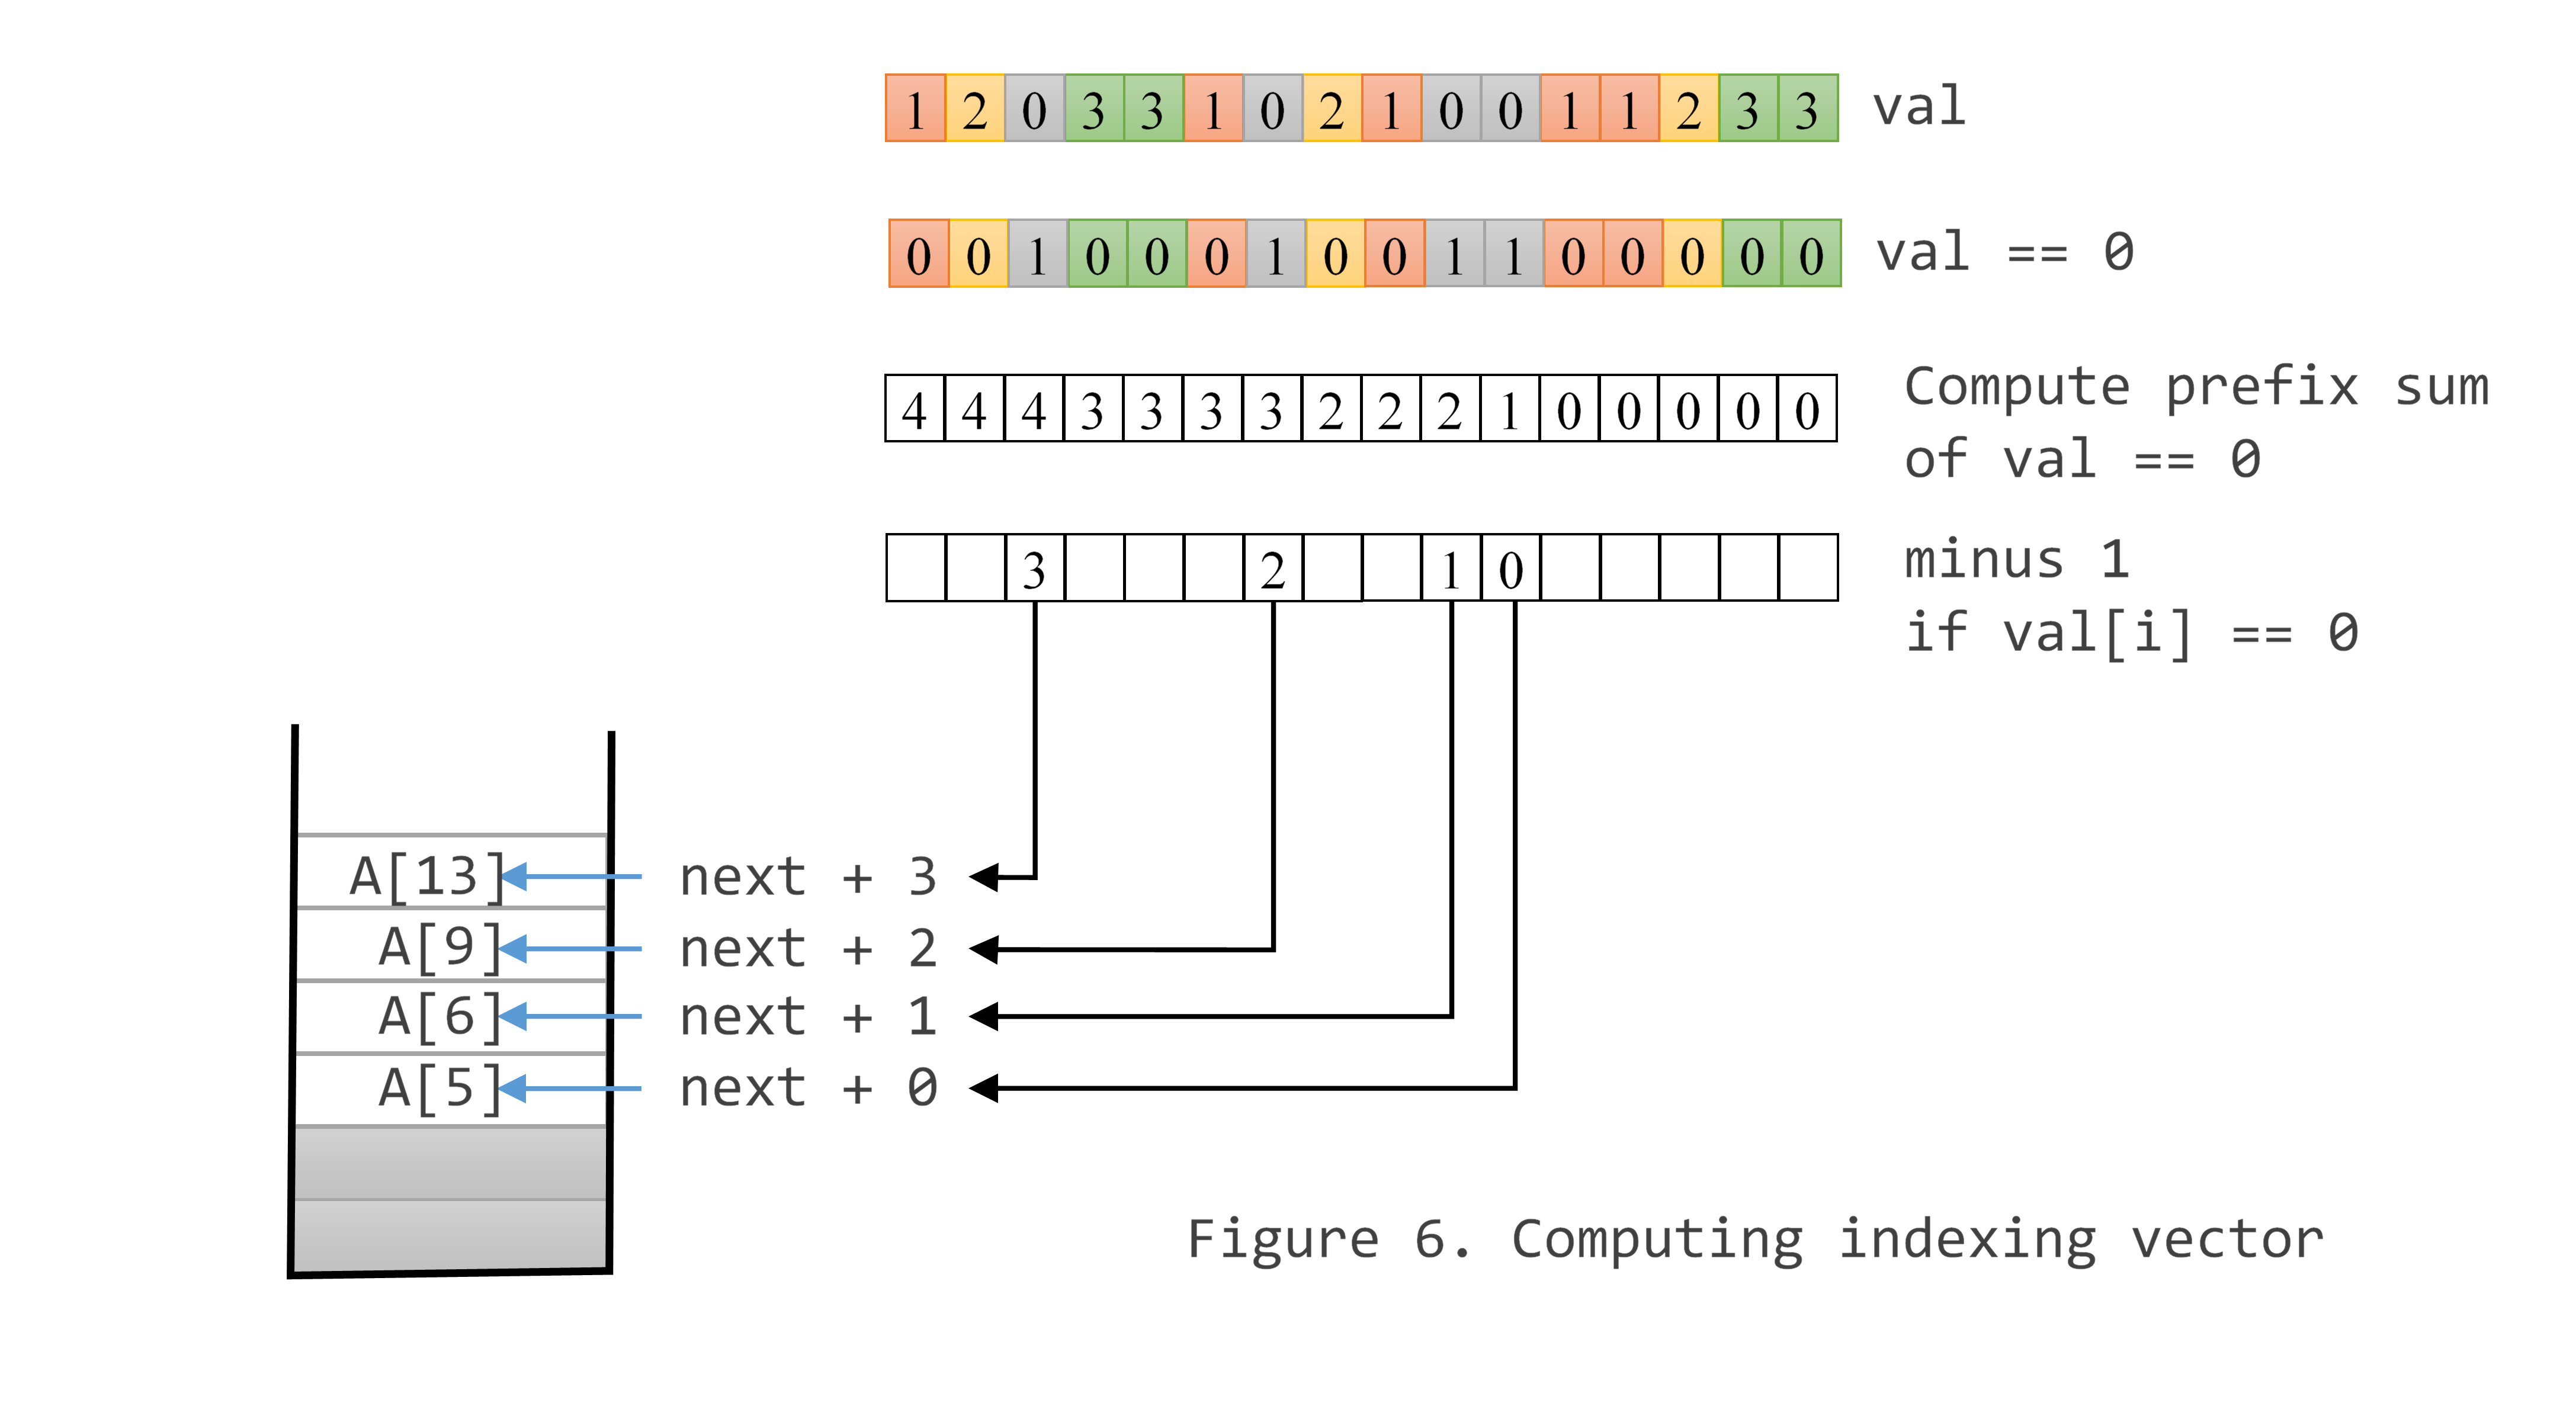 1 2 0 3 3 1 0 2 1 0 0 1 1 2 3 3 val
0 0 1 0 0 0 1 0 0 1 1 0 0 0 0 0 val == 0
4 4 4 3 3 3 3 2 2 2 1 0 0 0 0 0
Compute prefix sum
of val == 0
3 2 1 0
minus 1
if val[i] == 0
A[13] next + 3
A[9] next + 2
A[6] next + 1
A[5] next + 0
Figure 6. Computing indexing vector